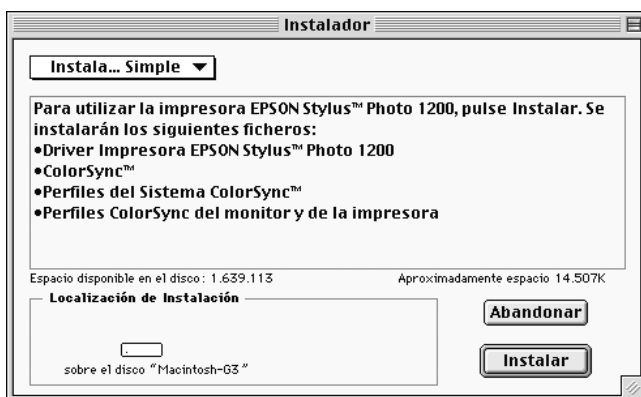 Instalador
Instala... Simple
Para utilizar la impresora EPSON Stylus™ Photo 1200, pulse Instalar. Se
instalarán los siguientes ficheros:
•Driver Impresora EPSON Stylus™ Photo 1200
•ColorSync™
•Perfiles del Sistema ColorSync™
•Perfiles ColorSync del monitor y de la impresora
Espacio disponible en el disco: 1.639.113
Aproximadamente espacio 14.507K
Localización de Instalación
sobre el disco "Macintosh-G3"
Abandonar
Instalar